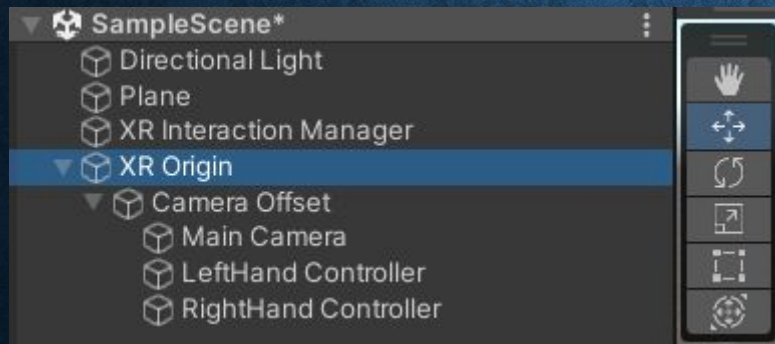 SampleScene*
Directional Light
Plane
XR Interaction Manager
XR Origin
Camera Offset
Main Camera
LeftHand Controller
RightHand Controller